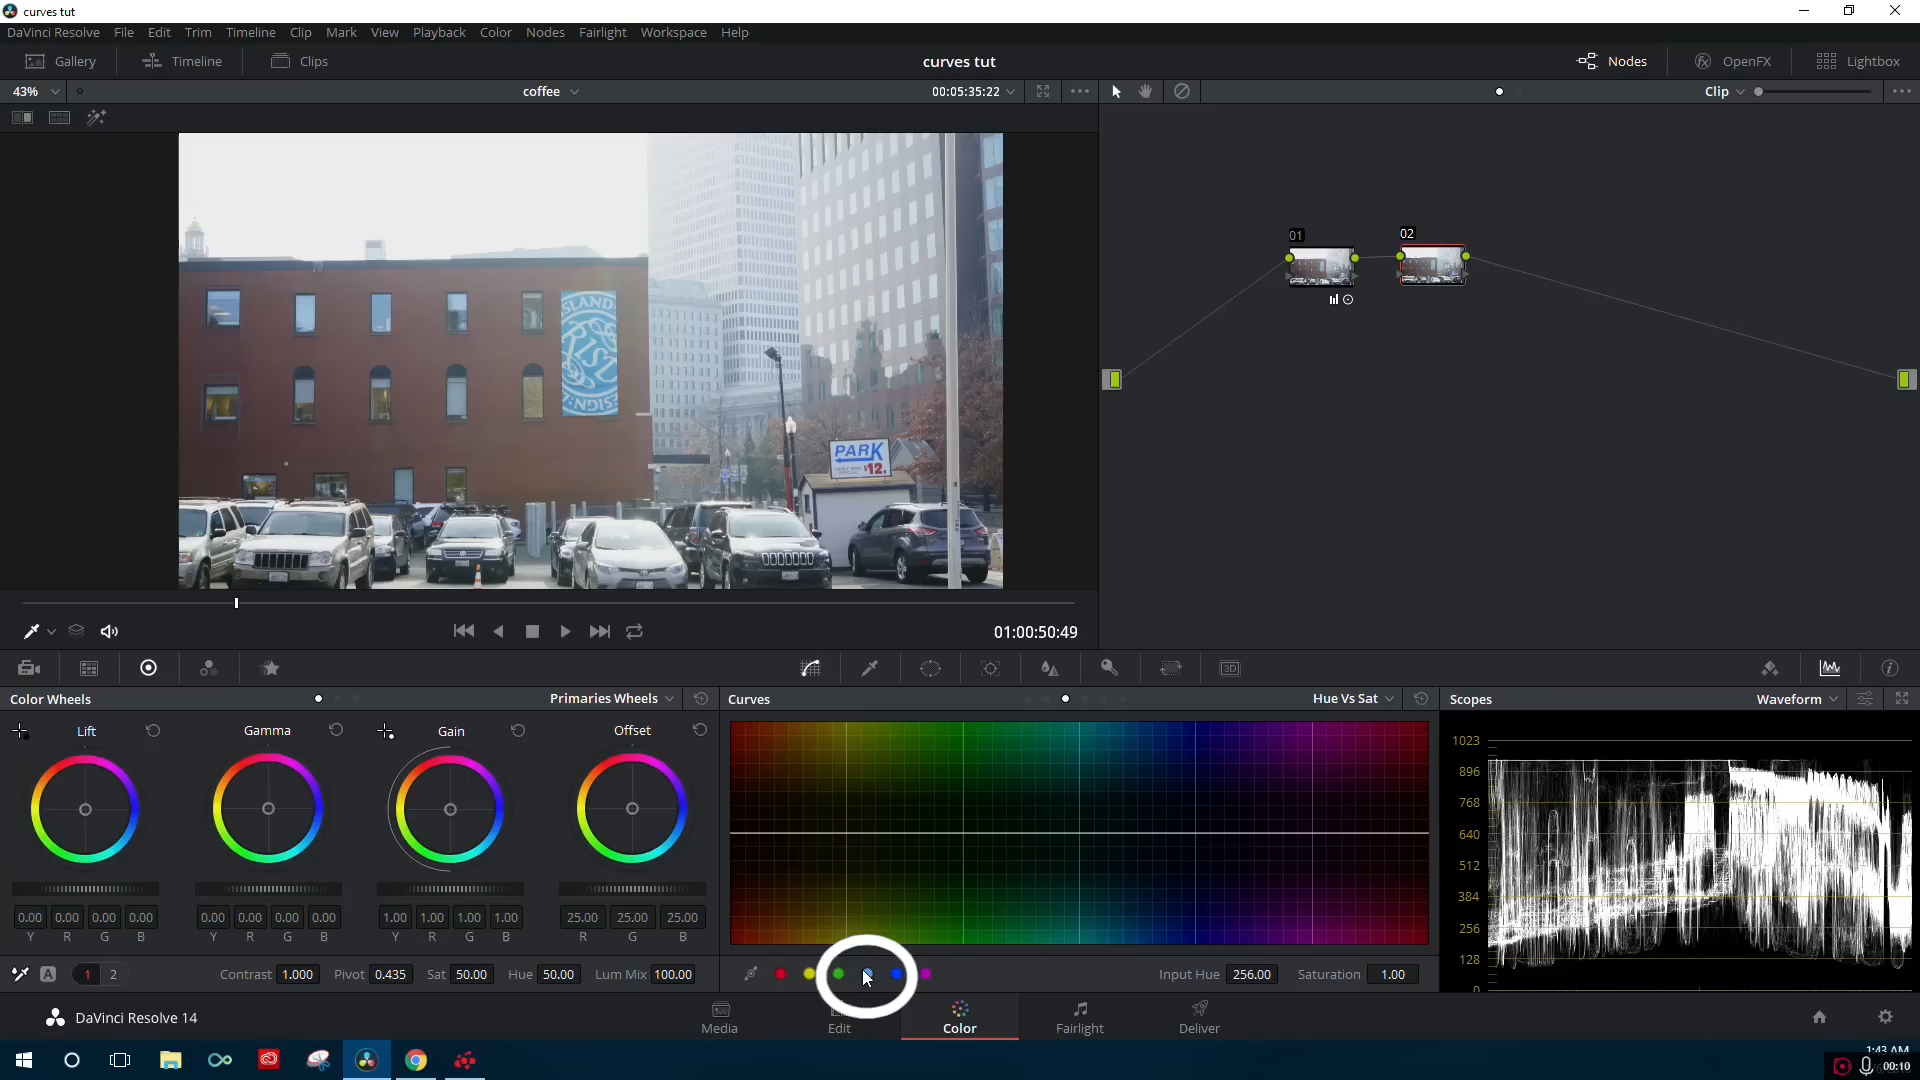 curves tut
DaVinci Resolve File Edit Trim Timeline Clip Mark View Playback Color Nodes Fairlight Workspace Help
Gallery Timeline Clips curves tut Nodes OpenFX Lightbox
43% coffee 00:05:35:22 Clip
01 02
ISLAND
DESIGN
PARK
$12.
01:00:50:49
3D
Color Wheels Primaries Wheels Curves Hue Vs Sat Scopes Waveform
Lift Gamma Gain Offset
1023
896
768
640
512
384
256
128
0
0.00 0.00 0.00 0.00 0.00 0.00 0.00 0.00 1.00 1.00 1.00 1.00 25.00 25.00 25.00
Y R G B Y R G B Y R G B R G B
A 1 2 Contrast 1.000 Pivot 0.435 Sat 50.00 Hue 50.00 Lum Mix 100.00 Input Hue 256.00 Saturation 1.00
DaVinci Resolve 14 Media Edit Color Fairlight Deliver
1:43 AM
00:10